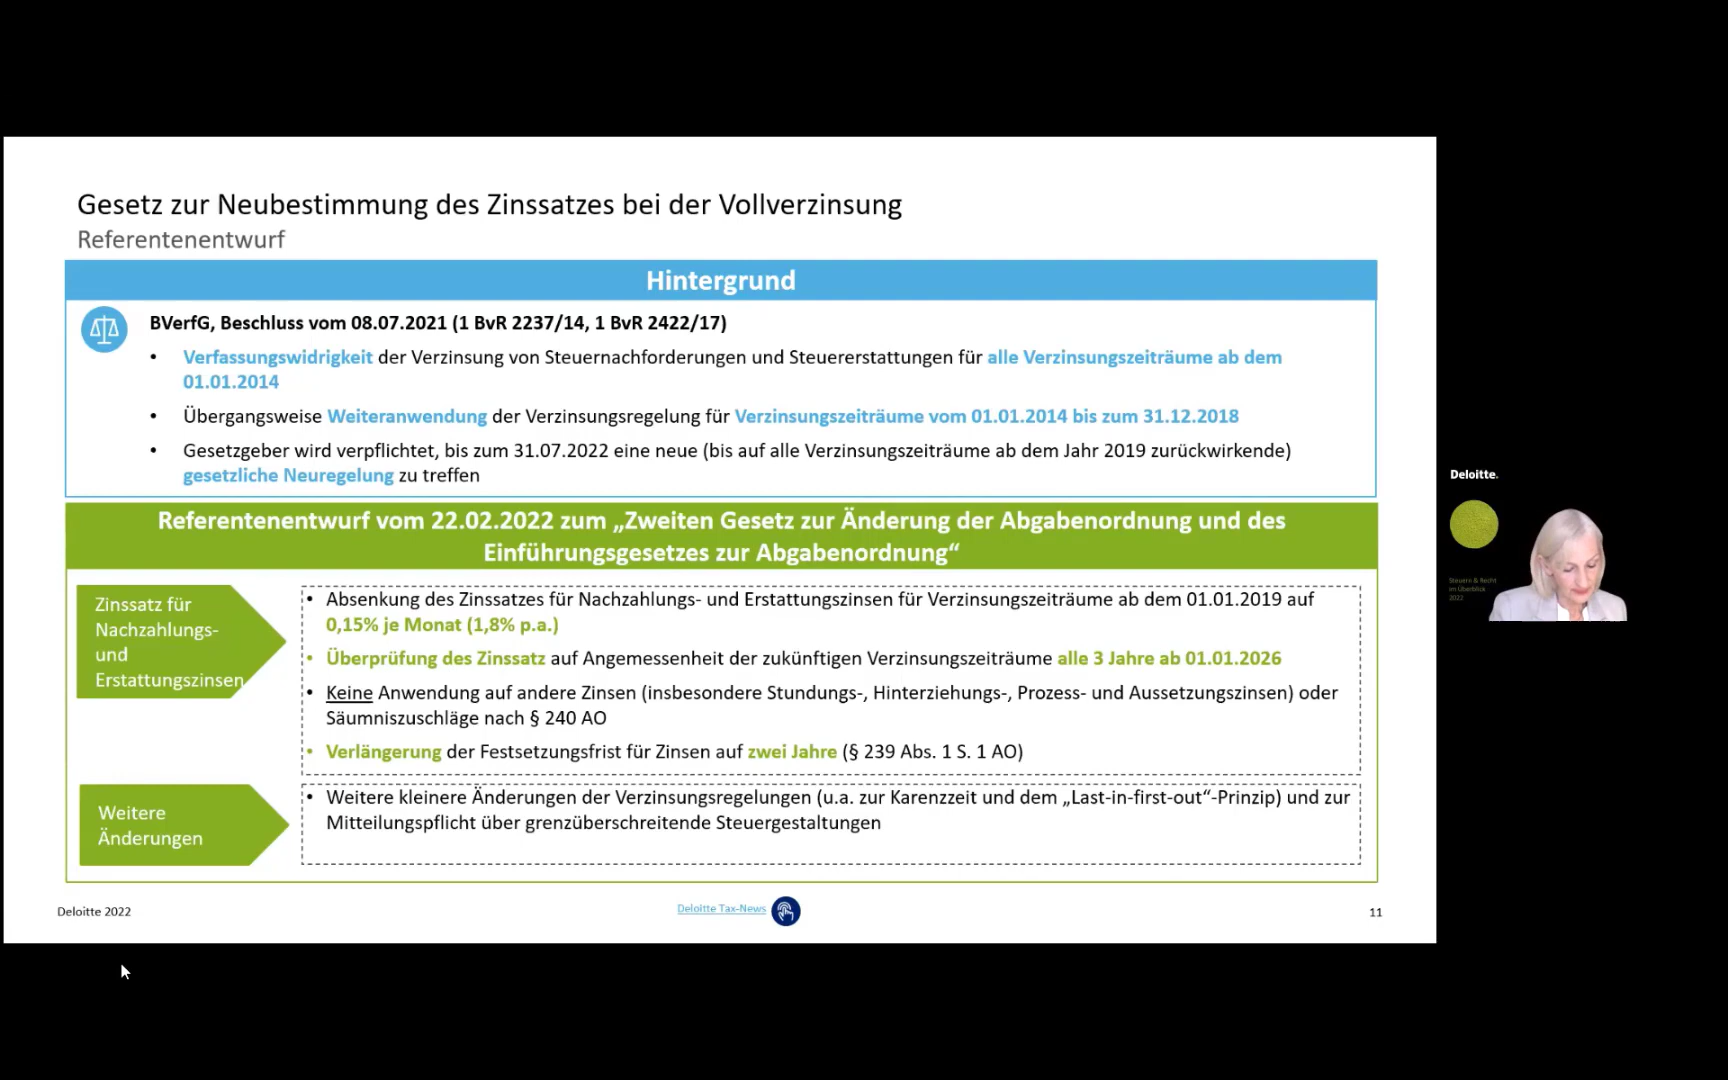 Gesetz zur Neubestimmung des Zinssatzes bei der Vollverzinsung
Referentenentwurf
Hintergrund
BVerfG, Beschluss vom 08.07.2021 (1 BvR 2237/14, 1 BvR 2422/17)
• Verfassungswidrigkeit der Verzinsung von Steuernachforderungen und Steuererstattungen für alle Verzinsungszeiträume ab dem
01.01.2014
• Übergangsweise Weiteranwendung der Verzinsungsregelung für Verzinsungszeiträume vom 01.01.2014 bis zum 31.12.2018
• Gesetzgeber wird verpflichtet, bis zum 31.07.2022 eine neue (bis auf alle Verzinsungszeiträume ab dem Jahr 2019 zurückwirkende)
gesetzliche Neuregelung zu treffen
Referentenentwurf vom 22.02.2022 zum „Zweiten Gesetz zur Änderung der Abgabenordnung und des
Einführungsgesetzes zur Abgabenordnung“
Zinssatz für
Nachzahlungs-
und
Erstattungszinsen
• Absenkung des Zinssatzes für Nachzahlungs- und Erstattungszinsen für Verzinsungszeiträume ab dem 01.01.2019 auf
0,15% je Monat (1,8% p.a.)
• Überprüfung des Zinssatz auf Angemessenheit der zukünftigen Verzinsungszeiträume alle 3 Jahre ab 01.01.2026
• Keine Anwendung auf andere Zinsen (insbesondere Stundungs-, Hinterziehungs-, Prozess- und Aussetzungszinsen) oder
Säumniszuschläge nach § 240 AO
• Verlängerung der Festsetzungsfrist für Zinsen auf zwei Jahre (§ 239 Abs. 1 S. 1 AO)
Weitere
Änderungen
• Weitere kleinere Änderungen der Verzinsungsregelungen (u.a. zur Karenzzeit und dem „Last-in-first-out“-Prinzip) und zur
Mitteilungspflicht über grenzüberschreitende Steuergestaltungen
Deloitte 2022
Deloitte Tax-News
11
Deloitte.
Steuern & Recht
im Überblick
2022